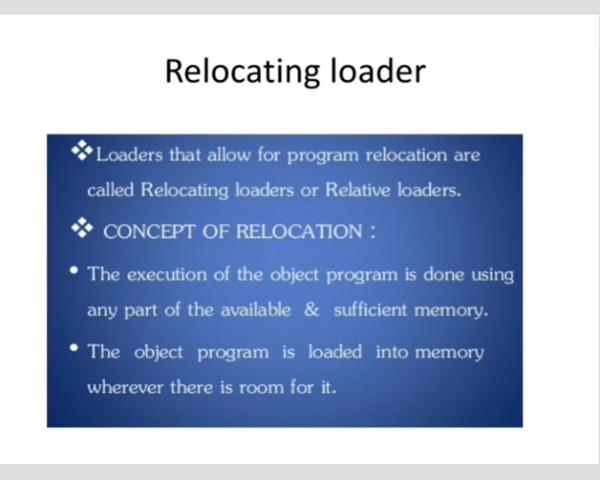 Relocating loader
❖Loaders that allow for program relocation are
called Relocating loaders or Relative loaders.
❖ CONCEPT OF RELOCATION :
• The execution of the object program is done using
any part of the available & sufficient memory.
• The object program is loaded into memory
wherever there is room for it.